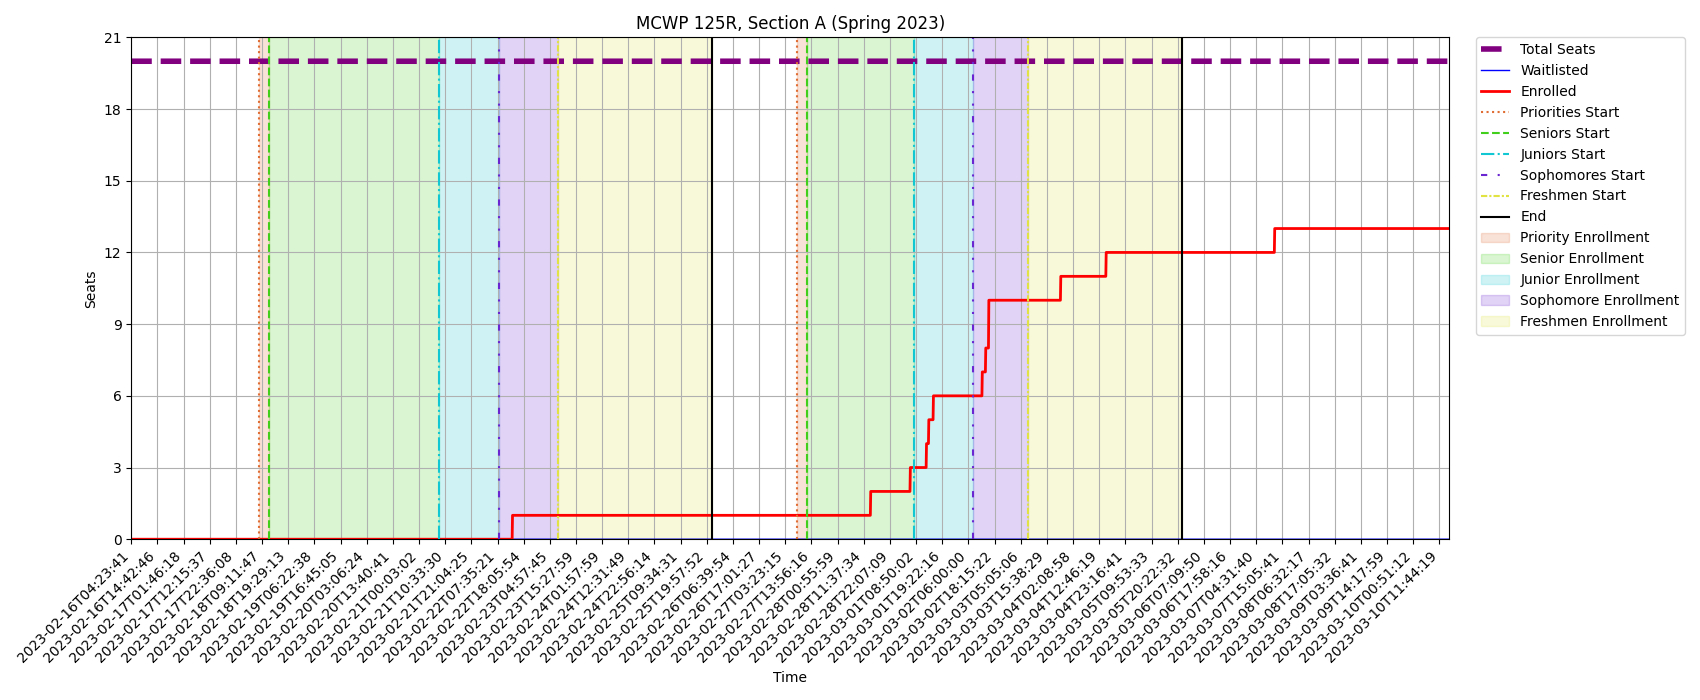 MCWP 125R, Section A (Spring 2023)
21
18
15
12
9
6
3
0
Seats
2023-02-16T04:23:41
2023-02-16T14:42:46
2023-02-17T01:46:18
2023-02-17T12:15:37
2023-02-17T22:36:08
2023-02-18T09:11:47
2023-02-18T19:29:13
2023-02-19T06:22:38
2023-02-19T16:45:05
2023-02-20T03:06:24
2023-02-20T13:40:41
2023-02-21T00:03:02
2023-02-21T10:33:30
2023-02-21T21:04:25
2023-02-22T07:35:21
2023-02-22T18:05:54
2023-02-23T04:57:45
2023-02-23T15:27:59
2023-02-24T01:57:59
2023-02-24T12:31:49
2023-02-24T22:56:14
2023-02-25T09:34:31
2023-02-25T19:57:52
2023-02-26T06:39:54
2023-02-26T17:01:27
2023-02-27T03:23:15
2023-02-27T13:56:16
2023-02-28T00:55:59
2023-02-28T11:37:34
2023-02-28T22:07:09
2023-03-01T08:50:02
2023-03-01T19:22:16
2023-03-02T06:00:00
2023-03-02T18:15:22
2023-03-03T05:05:06
2023-03-03T15:38:29
2023-03-04T02:08:58
2023-03-04T12:46:19
2023-03-04T23:16:41
2023-03-05T09:53:33
2023-03-05T20:22:32
2023-03-06T07:09:50
2023-03-06T17:58:16
2023-03-07T04:31:40
2023-03-07T15:05:41
2023-03-08T06:32:17
2023-03-08T17:05:32
2023-03-09T03:36:41
2023-03-09T14:17:59
2023-03-10T00:51:12
2023-03-10T11:44:19
Time
Total Seats
Waitlisted
Enrolled
Priorities Start
Seniors Start
Juniors Start
Sophomores Start
Freshmen Start
End
Priority Enrollment
Senior Enrollment
Junior Enrollment
Sophomore Enrollment
Freshmen Enrollment